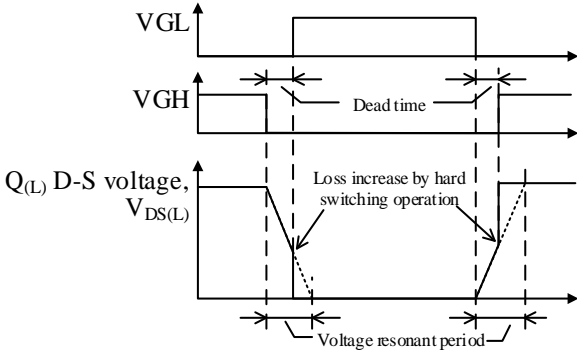 VGL
VGH
Dead time
Q(L) D-S voltage,
VDS(L)
Loss increase by hard
switching operation
Voltage resonant period